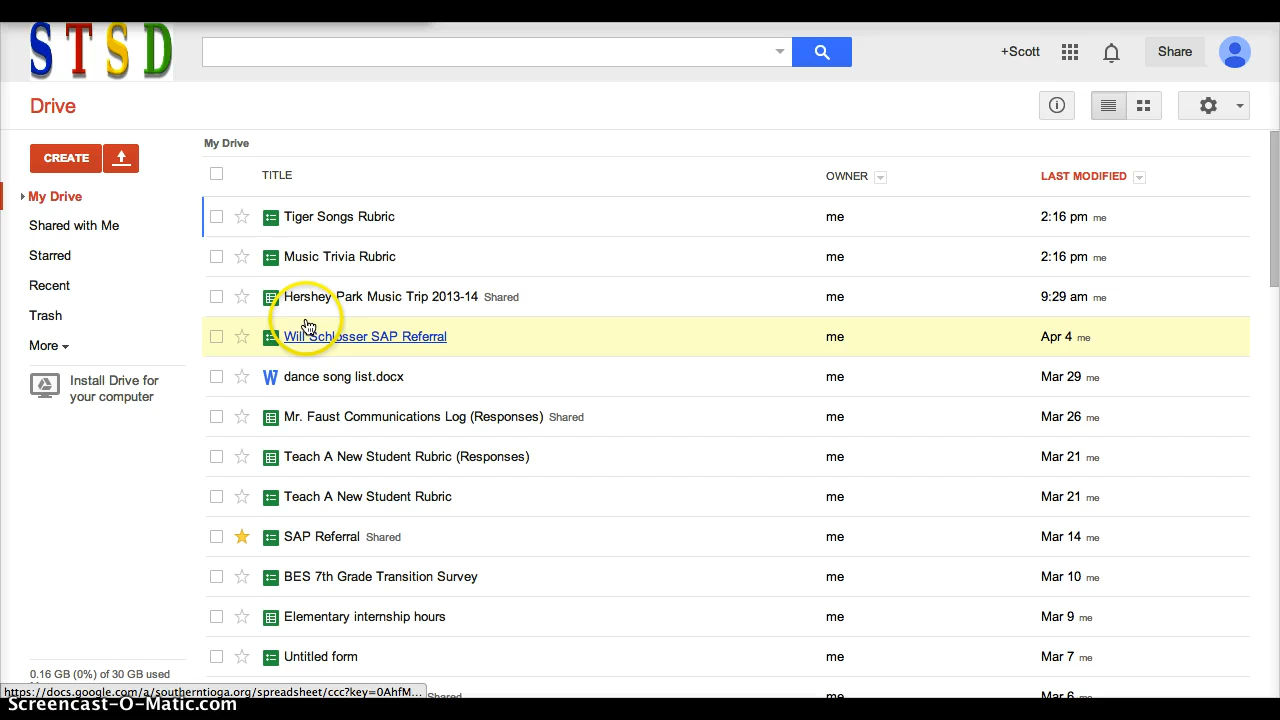 STSD
+Scott
Share
Drive
CREATE
My Drive
Shared with Me
Starred
Recent
Trash
More
Install Drive for
your computer
0.16 GB (0%) of 30 GB used
My Drive
TITLE OWNER LAST MODIFIED
Tiger Songs Rubric me 2:16 pm me
Music Trivia Rubric me 2:16 pm me
Hershey Park Music Trip 2013-14 Shared me 9:29 am me
Will Schlosser SAP Referral me Apr 4 me
W dance song list.docx me Mar 29 me
Mr. Faust Communications Log (Responses) Shared me Mar 26 me
Teach A New Student Rubric (Responses) me Mar 21 me
Teach A New Student Rubric me Mar 21 me
SAP Referral Shared me Mar 14 me
BES 7th Grade Transition Survey me Mar 10 me
Elementary internship hours me Mar 9 me
Untitled form me Mar 7 me
Shared me Mar 6 me
https://docs.google.com/a/southerntioga.org/spreadsheet/ccc?key=0AhfM...
Screencast-O-Matic.com